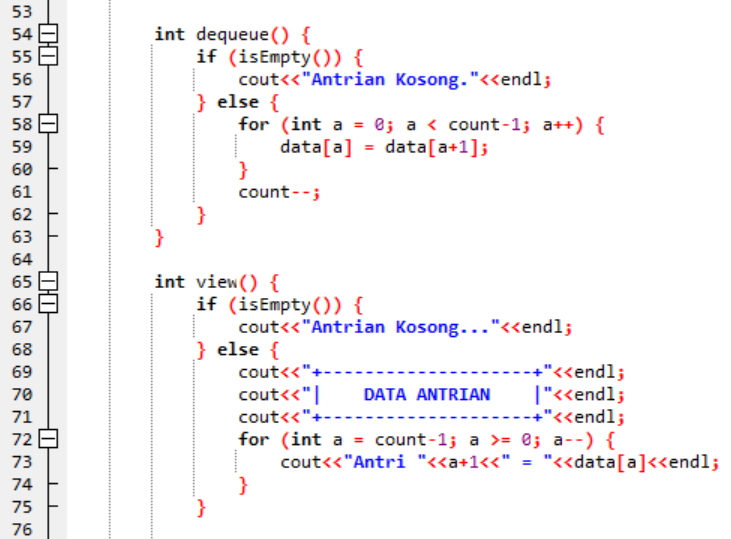 53
54 int dequeue() {
55 if (isEmpty()) {
56 cout<<"Antrian Kosong."<<endl;
57 } else {
58 for (int a = 0; a < count-1; a++) {
59 data[a] = data[a+1];
60 }
61 count--;
62 }
63 }
64
65 int view() {
66 if (isEmpty()) {
67 cout<<"Antrian Kosong..."<<endl;
68 } else {
69 cout<<"+--------------------+"<<endl;
70 cout<<"|    DATA ANTRIAN    |"<<endl;
71 cout<<"+--------------------+"<<endl;
72 for (int a = count-1; a >= 0; a--) {
73 cout<<"Antri "<<a+1<<" = "<<data[a]<<endl;
74 }
75 }
76